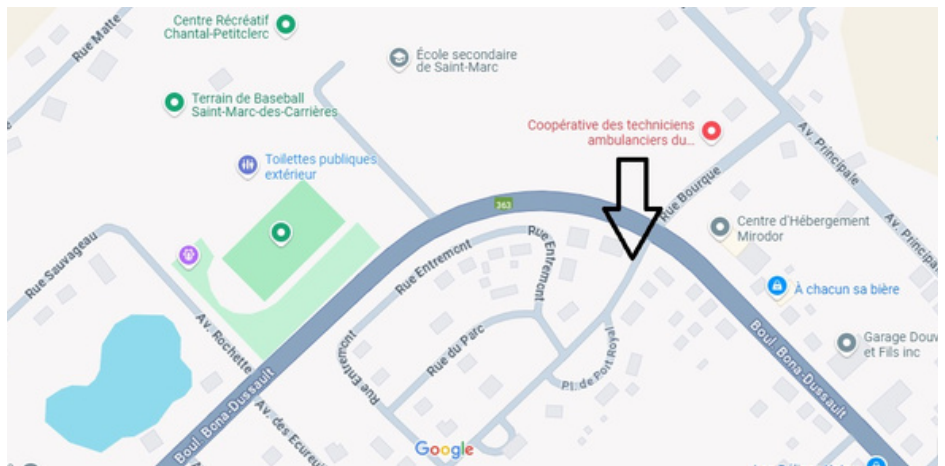 Centre Récréatif
Chantal-Petitclerc
Rue Matte
École secondaire
de Saint-Marc
Terrain de Baseball
Saint-Marc-des-Carrières
Coopérative des techniciens
ambulanciers du...
Av. Principale
Toilettes publiques
extérieur
Rue Bourque
363
Centre d'Hébergement
Mirodor
Av. Principale
Rue Sauvageau
Rue Entremont
Rue Entremont
À chacun sa bière
Av. Rochette
Rue du Parc
Pl. de Port Royal
Boul. Bona-Dussault
Garage Douv
et Fils inc
Rue Entremont
Boul. Bona-Dussault
Av. des Écureu
Google